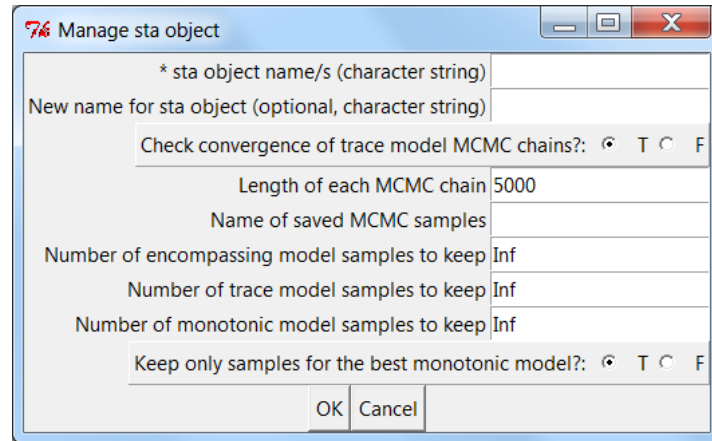 Manage sta object
* sta object name/s (character string)
New name for sta object (optional, character string)
Check convergence of trace model MCMC chains?: T F
Length of each MCMC chain 5000
Name of saved MCMC samples
Number of encompassing model samples to keep Inf
Number of trace model samples to keep Inf
Number of monotonic model samples to keep Inf
Keep only samples for the best monotonic model?: T F
OK Cancel